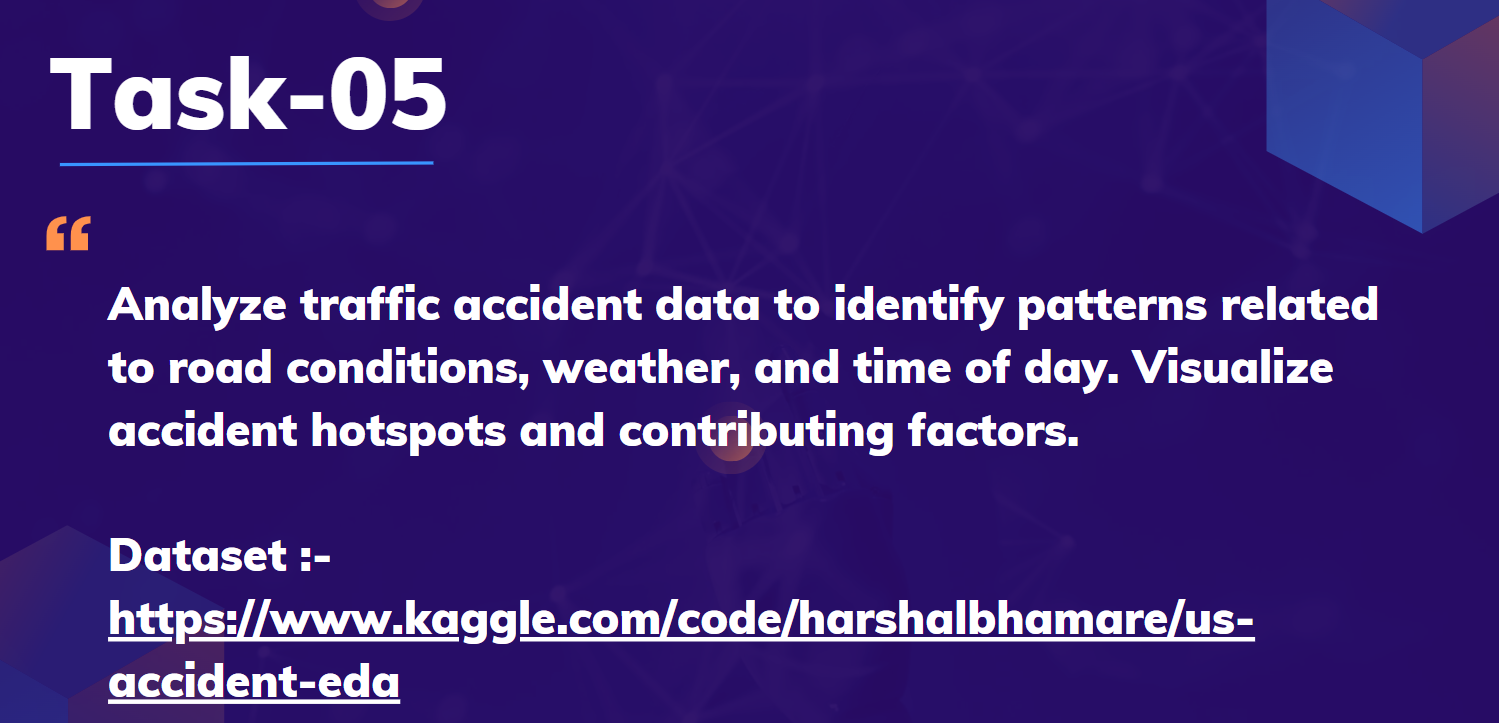 Task-05
“
Analyze traffic accident data to identify patterns related
to road conditions, weather, and time of day. Visualize
accident hotspots and contributing factors.
Dataset :-
https://www.kaggle.com/code/harshalbhamare/us-
accident-eda